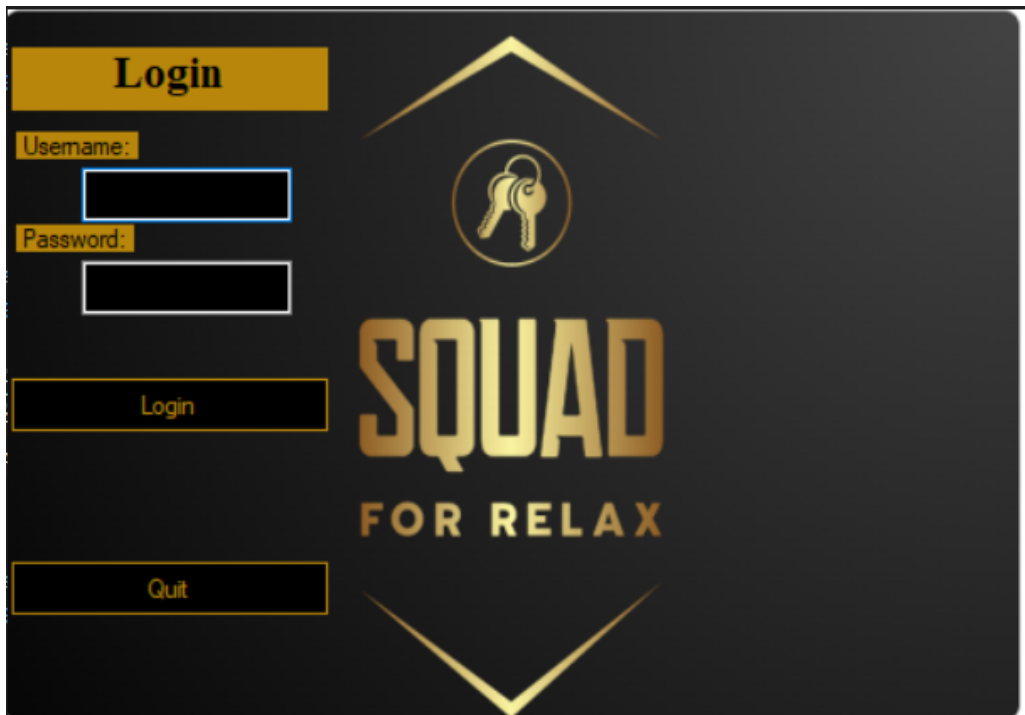 Login
Username:
Password:
Login
Quit
SQUAD
FOR RELAX